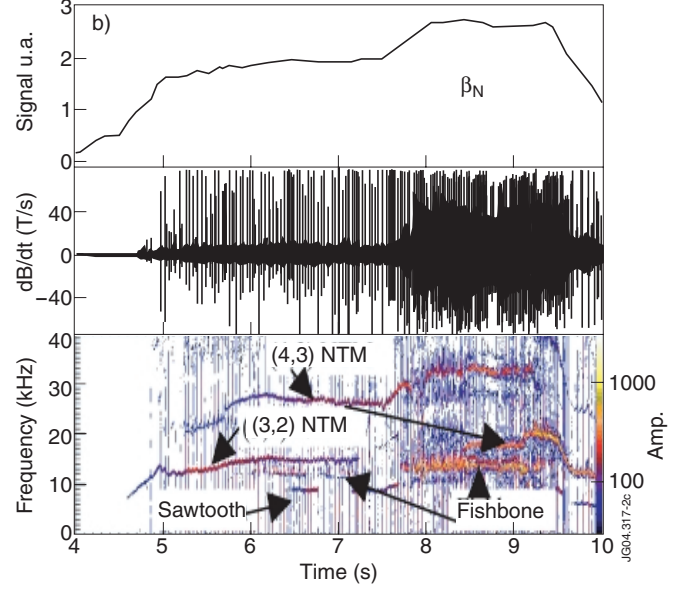 b)
Signal u.a.
3
2
1
0
βN
dB/dt (T/s)
40
0
−40
Frequency (kHz)
40
30
20
10
0
(4,3) NTM
(3,2) NTM
Sawtooth
Fishbone
1000
100
Amp.
JG04.317-2c
4 5 6 7 8 9 10
Time (s)